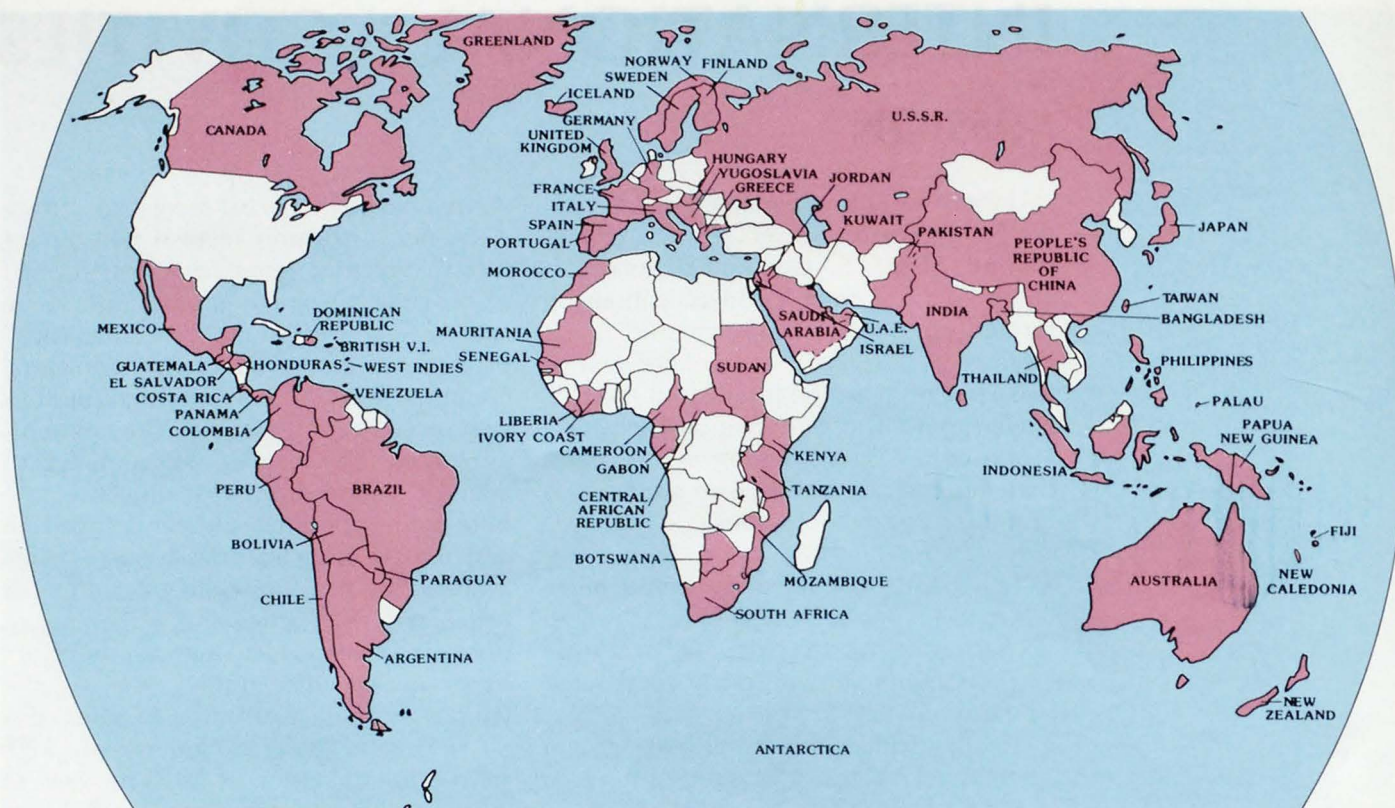 GREENLAND
NORWAY
FINLAND
SWEDEN
ICELAND
CANADA
U.S.S.R.
GERMANY
UNITED
KINGDOM
HUNGARY
YUGOSLAVIA
GREECE
JORDAN
FRANCE
ITALY
KUWAIT
SPAIN
PAKISTAN
JAPAN
PORTUGAL
PEOPLE'S
REPUBLIC
OF
CHINA
MOROCCO
TAIWAN
DOMINICAN
REPUBLIC
INDIA
BANGLADESH
MEXICO
MAURITANIA
SAUDI
ARABIA
U.A.E.
BRITISH V.I.
ISRAEL
SENEGAL
PHILIPPINES
GUATEMALA
HONDURAS
WEST INDIES
SUDAN
EL SALVADOR
THAILAND
COSTA RICA
VENEZUELA
PALAU
PANAMA
LIBERIA
PAPUA
NEW GUINEA
COLOMBIA
IVORY COAST
CAMEROON
KENYA
GABON
INDONESIA
PERU
BRAZIL
TANZANIA
CENTRAL
AFRICAN
REPUBLIC
FIJI
BOLIVIA
BOTSWANA
PARAGUAY
MOZAMBIQUE
AUSTRALIA
NEW
CALEDONIA
CHILE
SOUTH AFRICA
ARGENTINA
NEW
ZEALAND
ANTARCTICA